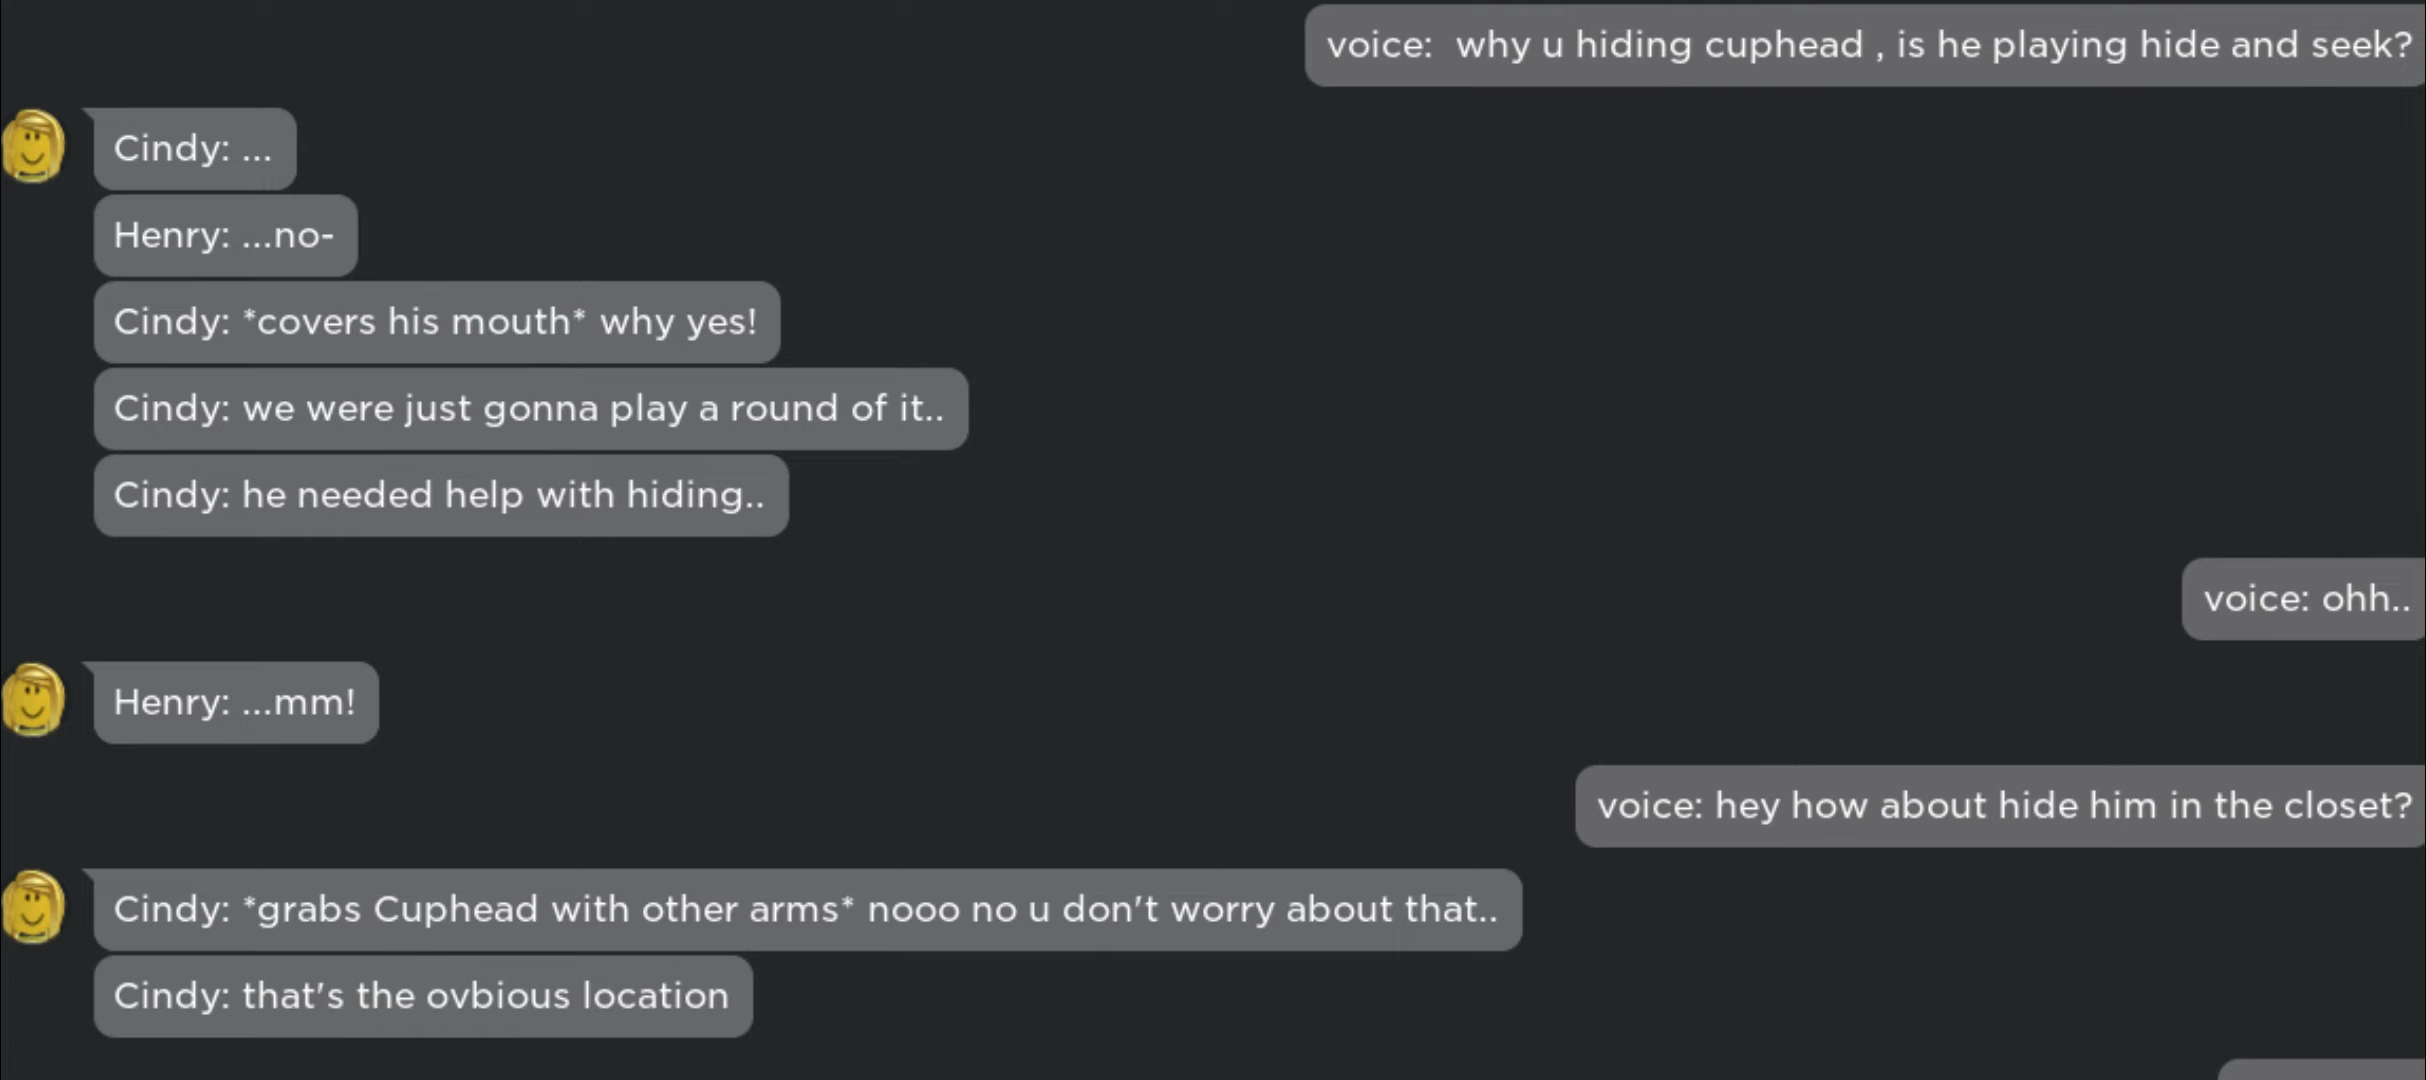 voice:  why u hiding cuphead , is he playing hide and seek?
Cindy: ...
Henry: ...no-
Cindy: *covers his mouth* why yes!
Cindy: we were just gonna play a round of it..
Cindy: he needed help with hiding..
voice: ohh..
Henry: ...mm!
voice: hey how about hide him in the closet?
Cindy: *grabs Cuphead with other arms* nooo no u don't worry about that..
Cindy: that's the ovbious location